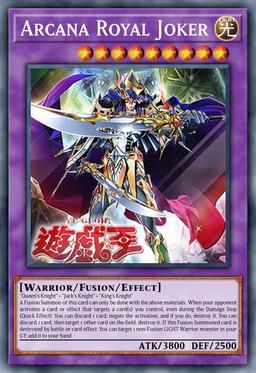 ARCANA ROYAL JOKER
LIGHT
光
YU-GI-OH!
遊戯王
[WARRIOR/FUSION/EFFECT]
"Queen's Knight" + "Jack's Knight" + "King's Knight"
A Fusion Summon of this card can only be done with the above materials. When your opponent
activates a card or effect that targets a card(s) you control, even during the Damage Step
(Quick Effect): You can discard 1 card; negate the activation, and if you do, destroy it. You can
discard 1 card, then target 1 other card on the field; destroy it. If this Fusion Summoned card is
destroyed by battle or card effect: You can target 1 non-Fusion LIGHT Warrior monster in your
GY; add it to your hand.
ATK/3800 DEF/2500